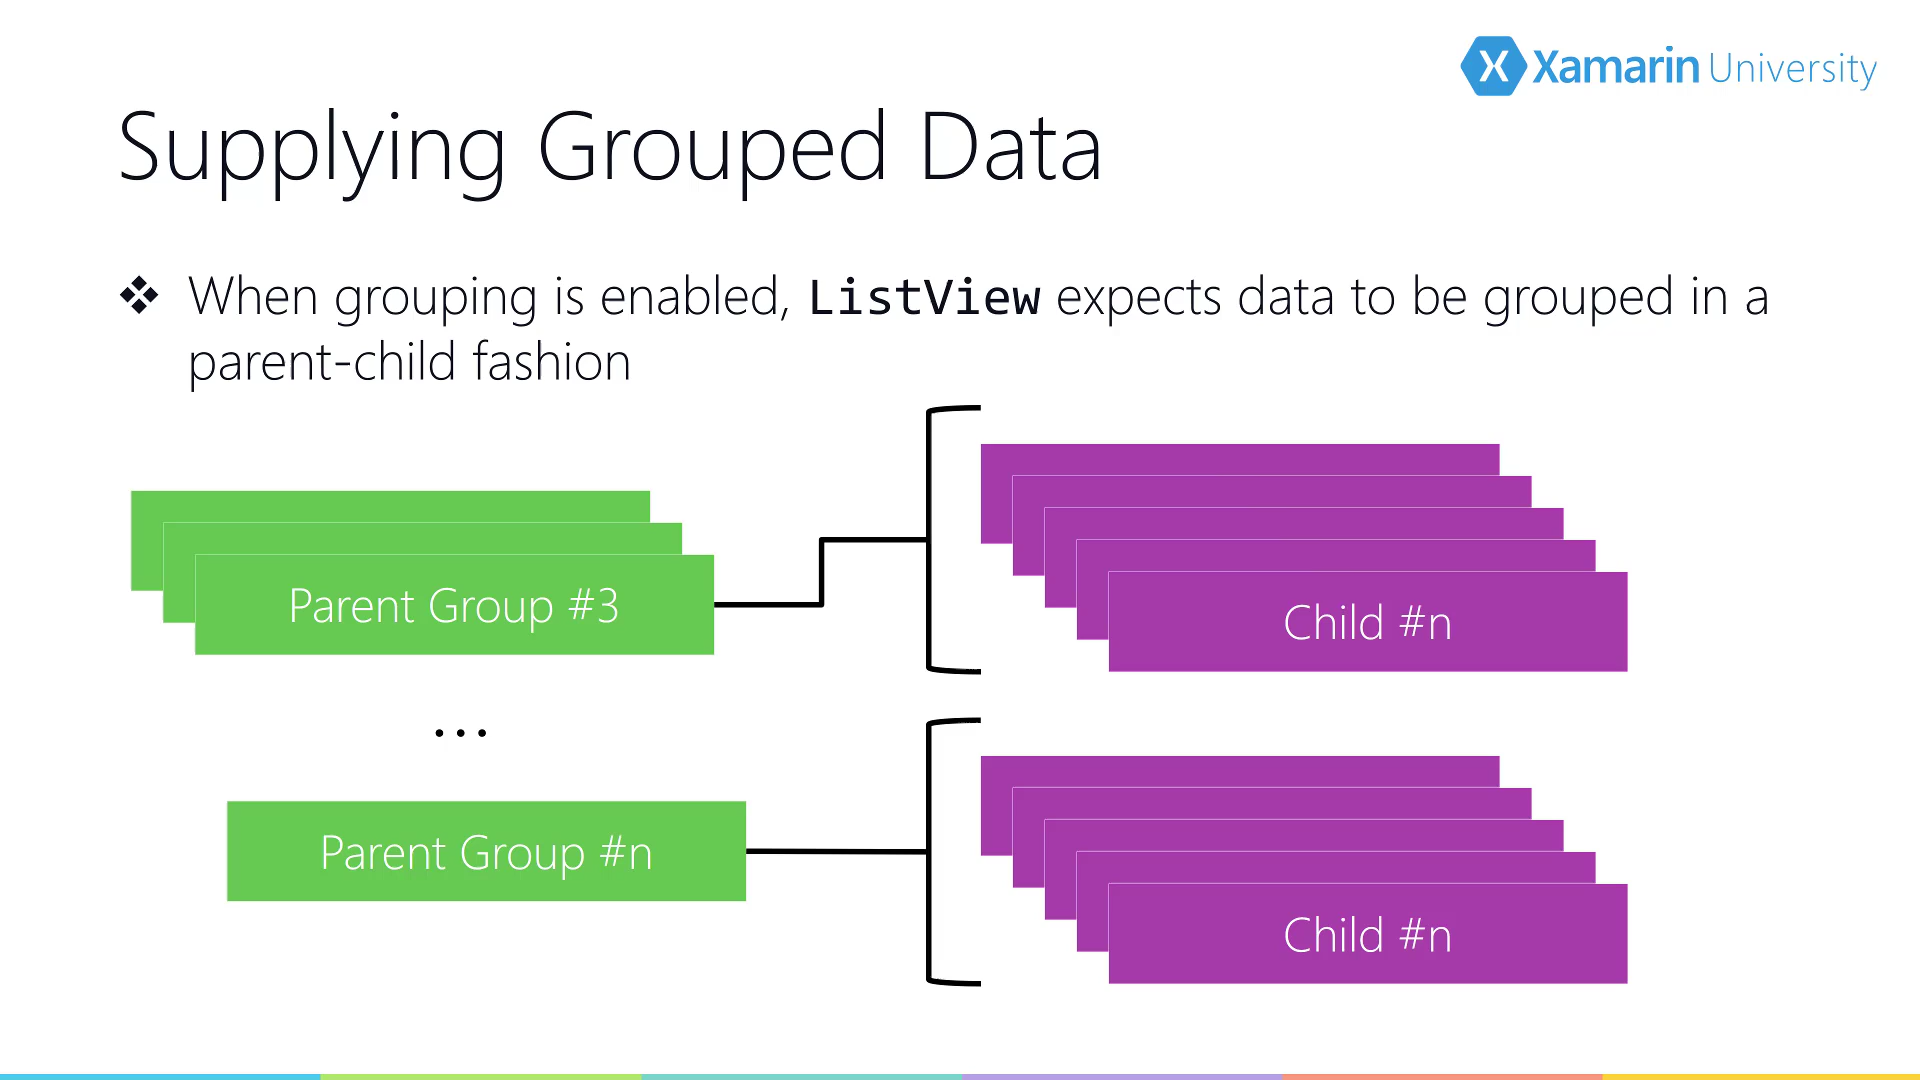 X Xamarin University
Supplying Grouped Data
❖ When grouping is enabled, ListView expects data to be grouped in a
parent-child fashion
Parent Group #3
Child #n
...
Parent Group #n
Child #n